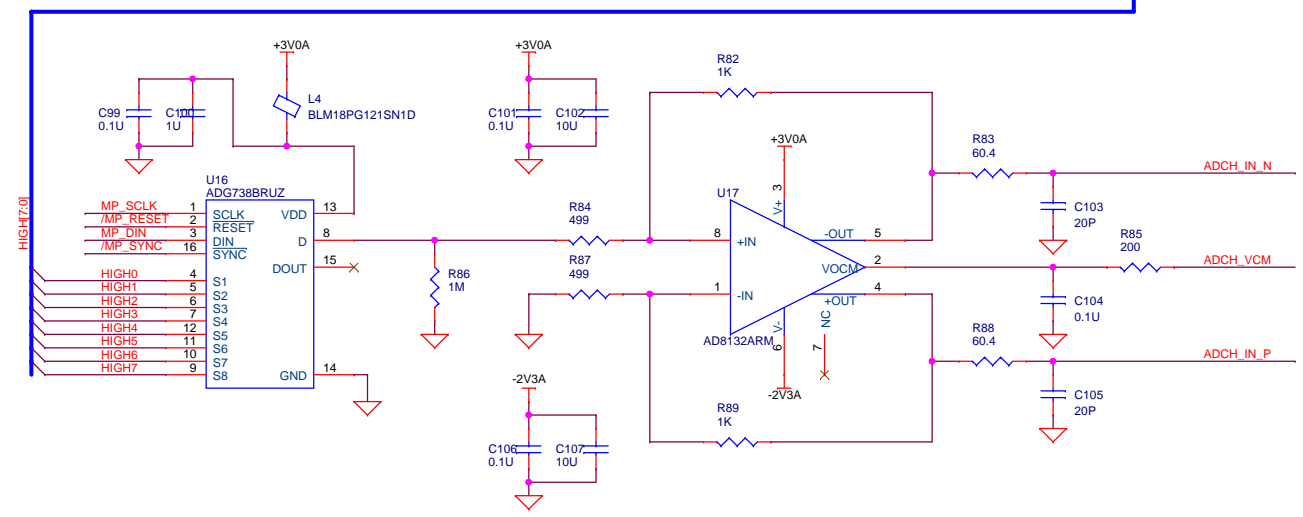 +3V0A
L4
BLM18PG121SN1D
C99
0.1U
C100
1U
+3V0A
C101
0.1U
C102
10U
R82
1K
HIGH[7:0]
U16
ADG738BRUZ
MP_SCLK
1
SCLK
/MP_RESET
2
RESET
MP_DIN
3
DIN
/MP_SYNC
16
SYNC
HIGH0
4
S1
HIGH1
5
S2
HIGH2
6
S3
HIGH3
7
S4
HIGH4
12
S5
HIGH5
11
S6
HIGH6
10
S7
HIGH7
9
S8
VDD
13
D
8
DOUT
15
GND
14
R86
1M
R84
499
R87
499
+3V0A
U17
3
V+
8
+IN
1
-IN
-OUT
5
VOCM
2
+OUT
4
V-
6
NC
7
AD8132ARM
-2V3A
R83
60.4
ADCH_IN_N
C103
20P
R85
200
ADCH_VCM
C104
0.1U
R88
60.4
ADCH_IN_P
C105
20P
R89
1K
-2V3A
C106
0.1U
C107
10U